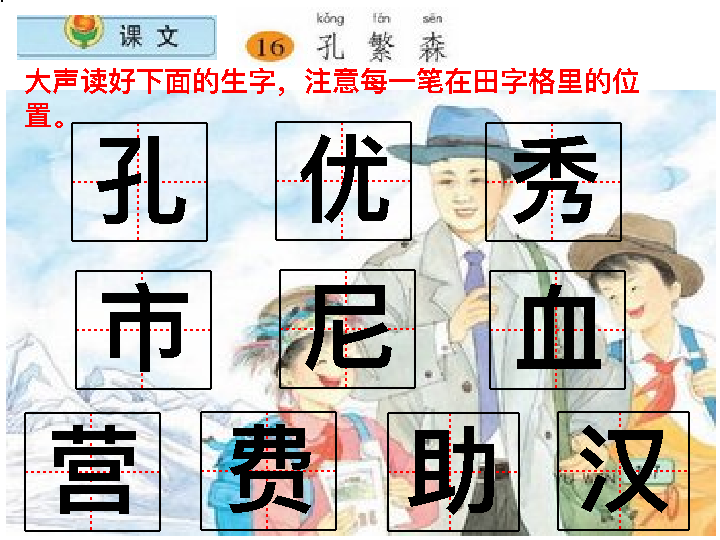 课文
kǒng fán sēn
16 孔 繁 森
大声读好下面的生字，注意每一笔在田字格里的位
置。
孔 优 秀
市 尼 血
营 费 助 汉